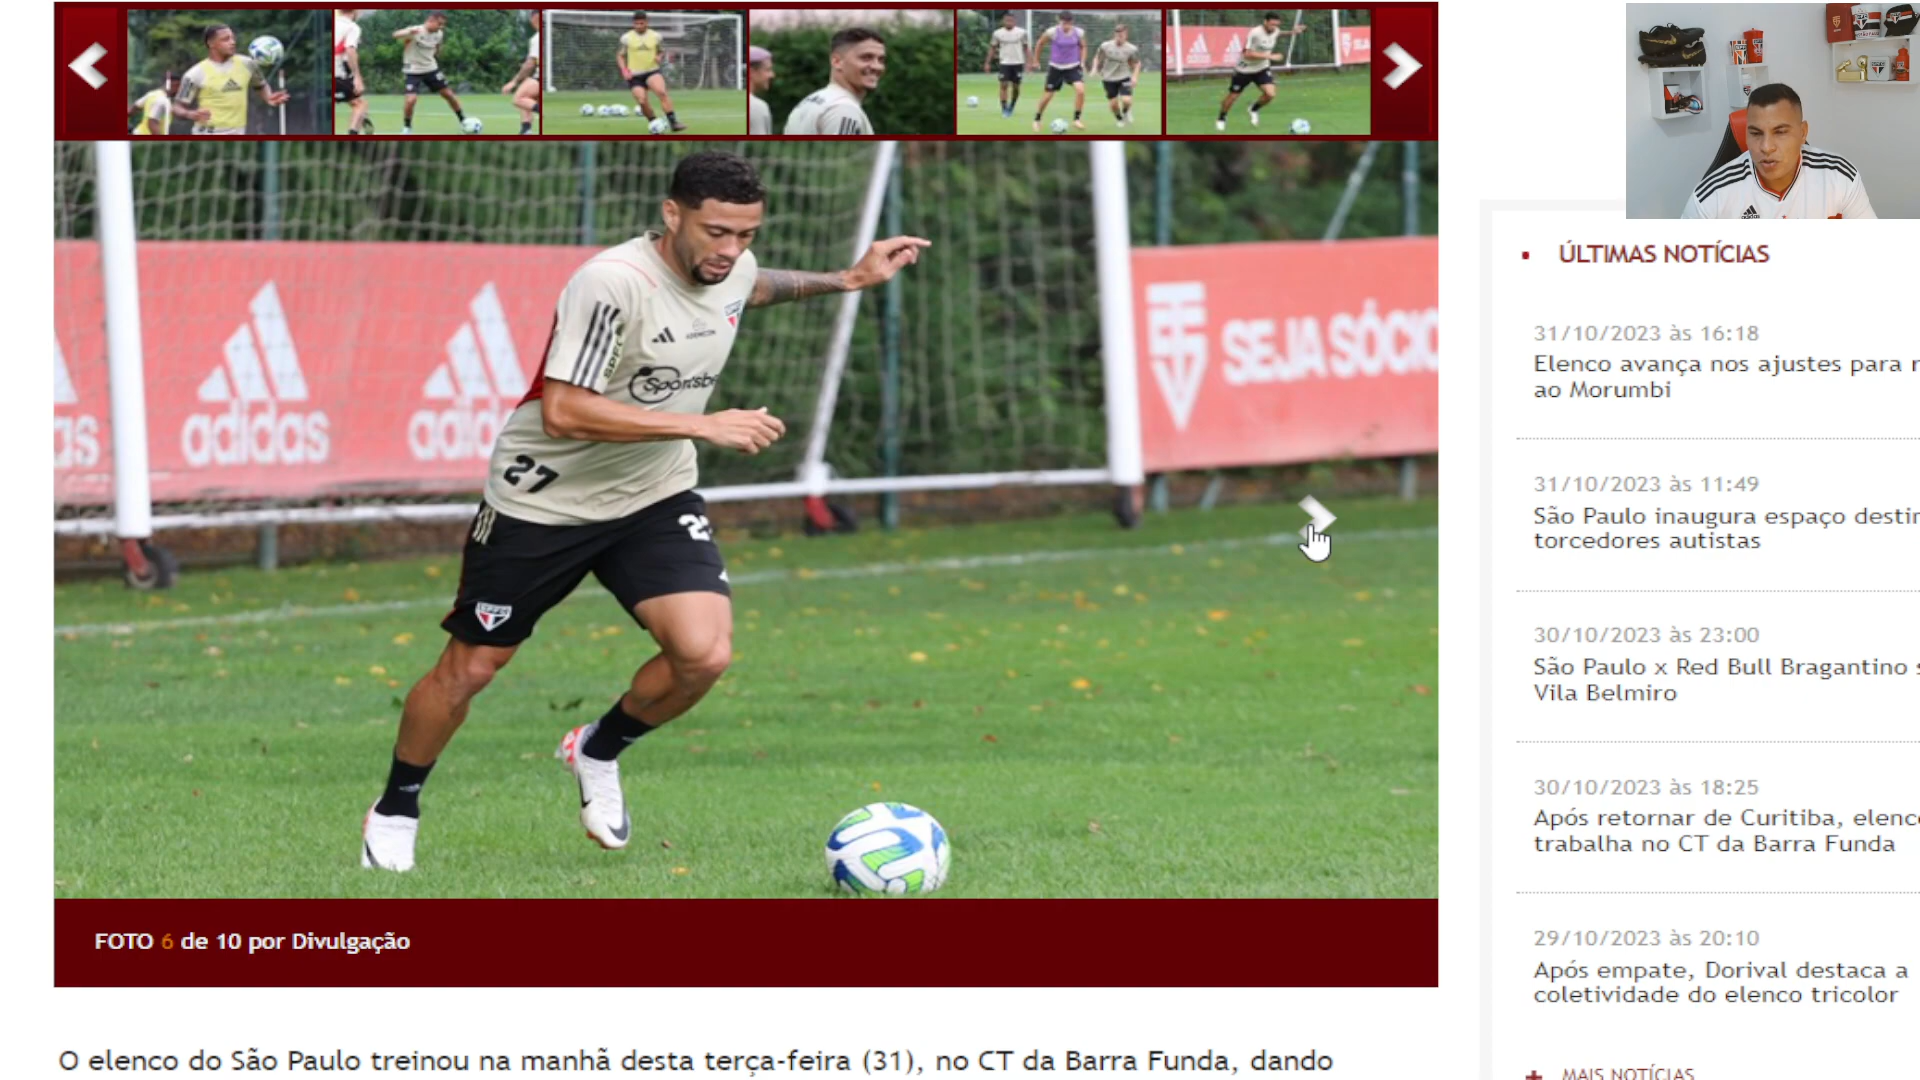 adidas
adidas
SEJA SÓCIO
27
FOTO 6 de 10 por Divulgação
O elenco do São Paulo treinou na manhã desta terça-feira (31), no CT da Barra Funda, dando
ÚLTIMAS NOTÍCIAS
31/10/2023 às 16:18
Elenco avança nos ajustes para
ao Morumbi
31/10/2023 às 11:49
São Paulo inaugura espaço
torcedores autistas
30/10/2023 às 23:00
São Paulo x Red Bull Bragantino
Vila Belmiro
30/10/2023 às 18:25
Após retornar de Curitiba,
trabalha no CT da Barra Funda
29/10/2023 às 20:10
Após empate, Dorival destaca a
coletividade do elenco tricolor
MAIS NOTÍCIAS